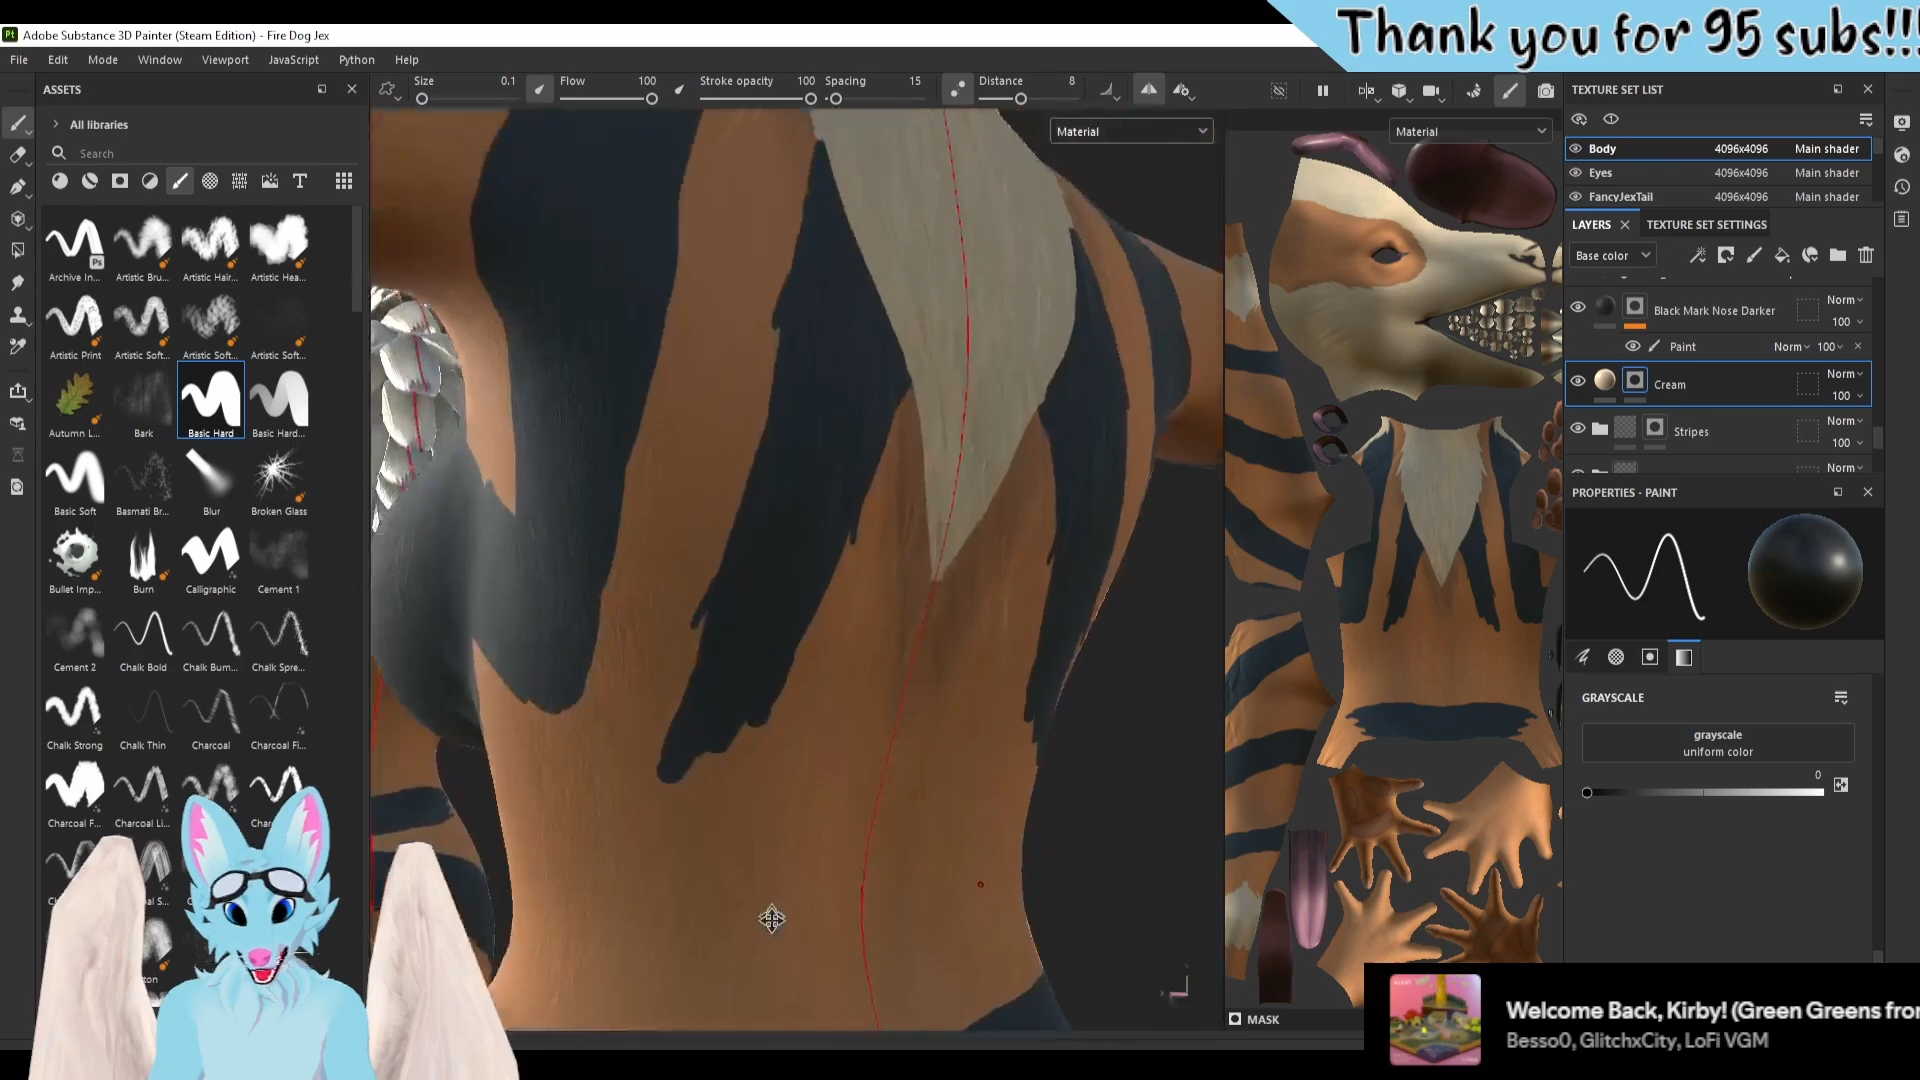 Thank you for 95 subs!!!
Pt Adobe Substance 3D Painter (Steam Edition) - Fire Dog Jex
File Edit Mode Window Viewport JavaScript Python Help
ASSETS
Size 0.1 Flow 100 Stroke opacity 100 Spacing 15 Distance 8
TEXTURE SET LIST
All libraries
Material
Material
Search
Body 4096x4096 Main shader
Eyes 4096x4096 Main shader
FancyJexTail 4096x4096 Main shader
LAYERS TEXTURE SET SETTINGS
Base color
Ps
Archive In... Artistic Bru... Artistic Hair... Artistic Hea...
Norm
Black Mark Nose Darker
100
Artistic Print Artistic Soft... Artistic Soft... Artistic Soft...
Paint Norm 100
Norm
Cream
100
Autumn L... Bark Basic Hard Basic Hard...
Norm
Stripes
100
Norm
PROPERTIES - PAINT
Basic Soft Basmati Br... Blur Broken Glass
Bullet Imp... Burn Calligraphic Cement 1
Cement 2 Chalk Bold Chalk Bum... Chalk Spre...
GRAYSCALE
grayscale
uniform color
Chalk Strong Chalk Thin Charcoal Charcoal Fi...
0
Charcoal F... Charcoal Li...
MASK
Welcome Back, Kirby! (Green Greens fro
Besso0, GlitchxCity, LoFi VGM